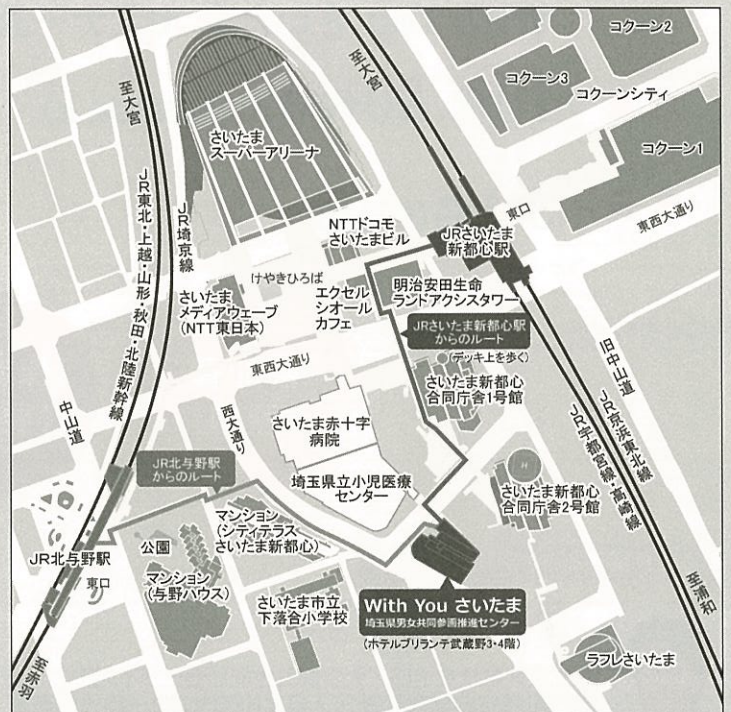 コクーン2
コクーン3
コクーンシティ
コクーン1
至大宮
至大宮
さいたま
スーパーアリーナ
JR東北・上越・山形・秋田・北陸新幹線
JR埼京線
NTTドコモ
さいたまビル
JRさいたま
新都心駅
東口
東西大通り
けやきひろば
さいたま
メディアウェーブ
(NTT東日本)
エクセル
シオール
カフェ
明治安田生命
ランドアクシスタワー
JRさいたま新都心駅
からのルート
(デッキ上を歩く)
東西大通り
さいたま新都心
合同庁舎1号館
旧中山道
中山道
西大通り
さいたま赤十字
病院
JR京浜東北線
JR宇都宮線・高崎線
JR北与野駅
からのルート
埼玉県立小児医療
センター
H
さいたま新都心
合同庁舎2号館
マンション
(シティテラス
さいたま新都心)
JR北与野駅
公園
東口
マンション
(与野ハウス)
さいたま市立
下落合小学校
With You さいたま
埼玉県男女共同参画推進センター
(ホテルブリランテ武蔵野3・4階)
至浦和
ラフレさいたま
至赤羽